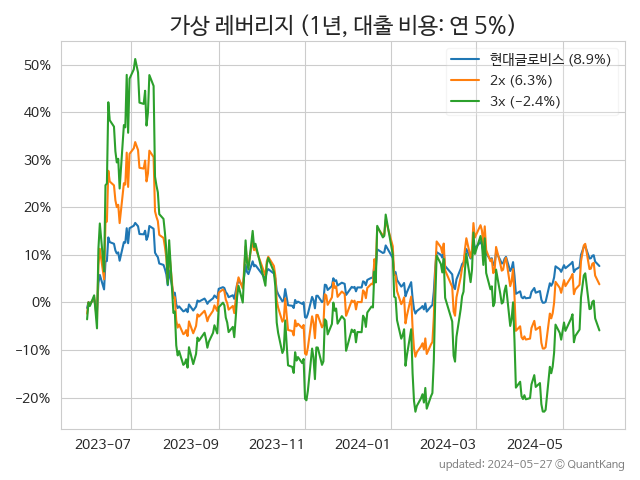 가상 레버리지 (1년, 대출 비용: 연 5%)
현대글로비스 (8.9%)
2x (6.3%)
3x (−2.4%)
50%
40%
30%
20%
10%
0%
−10%
−20%
2023-07
2023-09
2023-11
2024-01
2024-03
2024-05
updated: 2024-05-27 © QuantKang